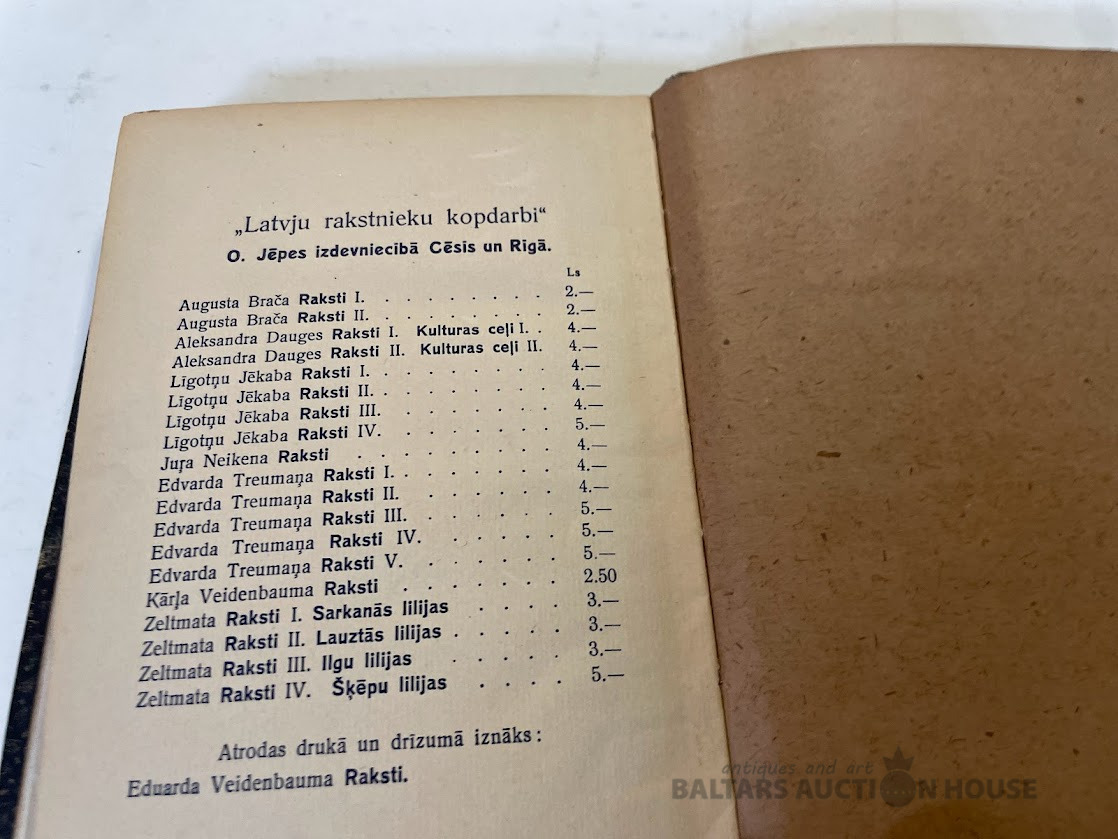 „Latvju rakstnieku kopdarbi“
O. Jēpes izdevniecībā Cēsis un Rīgā.
Ls
Augusta Brača Raksti I. . . . . . . . 2.—
Augusta Brača Raksti II. . . . . . . . 2.—
Aleksandra Dauges Raksti I. Kulturas ceļi I. . 4.—
Aleksandra Dauges Raksti II. Kulturas ceļi II. 4.—
Līgotņu Jēkaba Raksti I. . . . . . . . 4.—
Līgotņu Jēkaba Raksti II. . . . . . . . 4.—
Līgotņu Jēkaba Raksti III. . . . . . . . 4.—
Līgotņu Jēkaba Raksti IV. . . . . . . . 5.—
Juŗa Neikena Raksti . . . . . . . . . 4.—
Edvarda Treumaņa Raksti I. . . . . . . . 4.—
Edvarda Treumaņa Raksti II. . . . . . . 4.—
Edvarda Treumaņa Raksti III. . . . . . . 5.—
Edvarda Treumaņa Raksti IV. . . . . . 5.—
Edvarda Treumaņa Raksti V. . . . . . . 5.—
Kārļa Veidenbauma Raksti . . . . . . . 2.50
Zeltmata Raksti I. Sarkanās lilijas . . . . 3.—
Zeltmata Raksti II. Lauztās lilijas . . . . . 3.—
Zeltmata Raksti III. Ilgu lilijas . . . . . 3.—
Zeltmata Raksti IV. Šķēpu lilijas . . . . 5.—
Atrodas drukā un drīzumā iznāks:
Eduarda Veidenbauma Raksti.
antiques and art
BALTARS AUCTION HOUSE